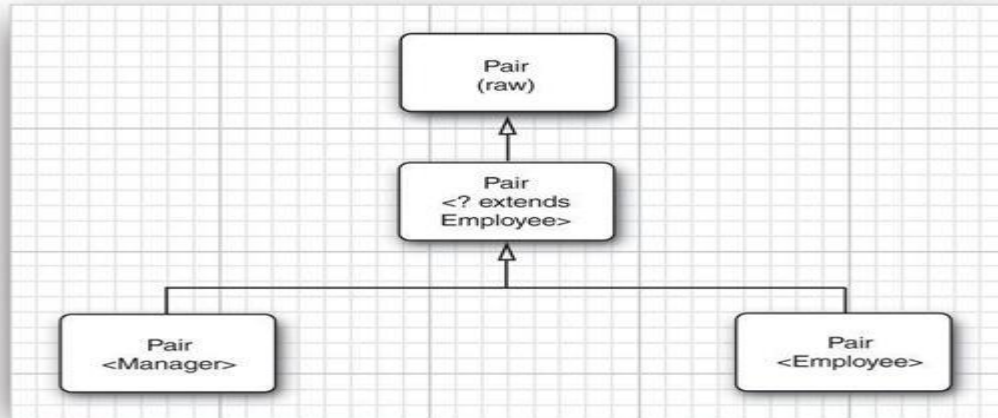 Pair
(raw)
Pair
<? extends
Employee>
Pair
<Manager>
Pair
<Employee>